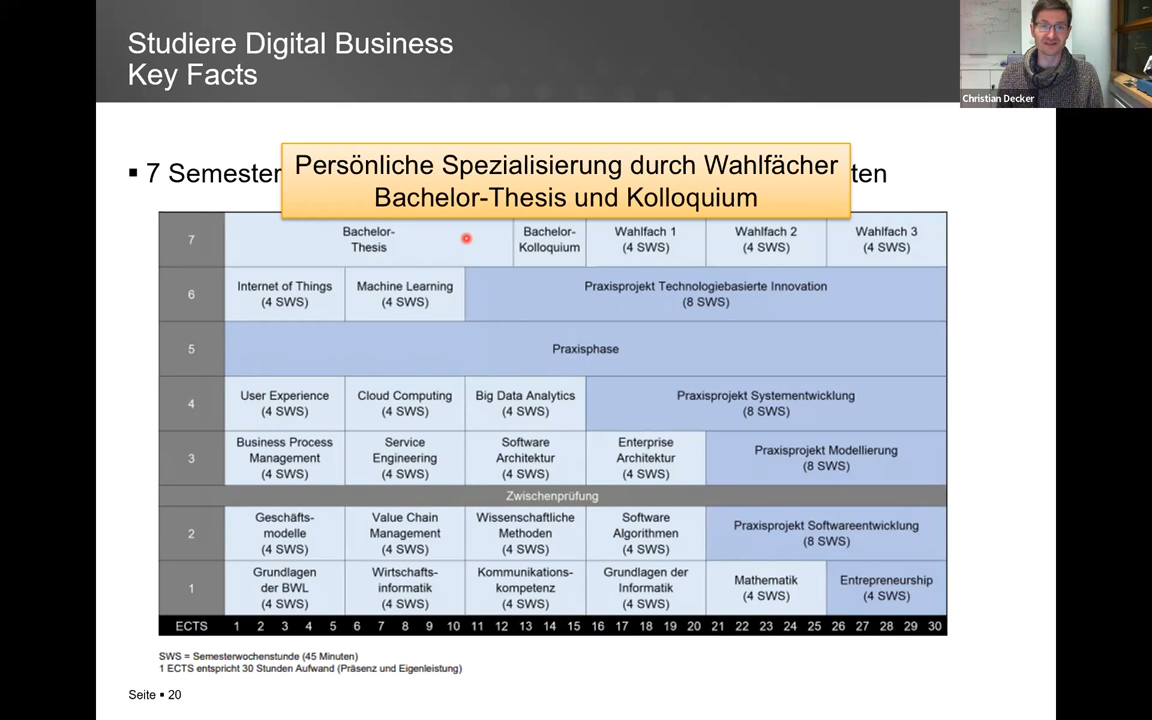 Studiere Digital Business
Key Facts
Christian Decker
Persönliche Spezialisierung durch Wahlfächer
Bachelor-Thesis und Kolloquium
7 Semester
ten
7
Bachelor-
Thesis
Bachelor-
Kolloquium
Wahlfach 1
(4 SWS)
Wahlfach 2
(4 SWS)
Wahlfach 3
(4 SWS)
6
Internet of Things
(4 SWS)
Machine Learning
(4 SWS)
Praxisprojekt Technologiebasierte Innovation
(8 SWS)
5
Praxisphase
4
User Experience
(4 SWS)
Cloud Computing
(4 SWS)
Big Data Analytics
(4 SWS)
Praxisprojekt Systementwicklung
(8 SWS)
3
Business Process
Management
(4 SWS)
Service
Engineering
(4 SWS)
Software
Architektur
(4 SWS)
Enterprise
Architektur
(4 SWS)
Praxisprojekt Modellierung
(8 SWS)
Zwischenprüfung
2
Geschäfts-
modelle
(4 SWS)
Value Chain
Management
(4 SWS)
Wissenschaftliche
Methoden
(4 SWS)
Software
Algorithmen
(4 SWS)
Praxisprojekt Softwareentwicklung
(8 SWS)
1
Grundlagen
der BWL
(4 SWS)
Wirtschafts-
informatik
(4 SWS)
Kommunikations-
kompetenz
(4 SWS)
Grundlagen der
Informatik
(4 SWS)
Mathematik
(4 SWS)
Entrepreneurship
(4 SWS)
ECTS 1 2 3 4 5 6 7 8 9 10 11 12 13 14 15 16 17 18 19 20 21 22 23 24 25 26 27 28 29 30
SWS = Semesterwochenstunde (45 Minuten)
1 ECTS entspricht 30 Stunden Aufwand (Präsenz und Eigenleistung)
Seite ▪ 20